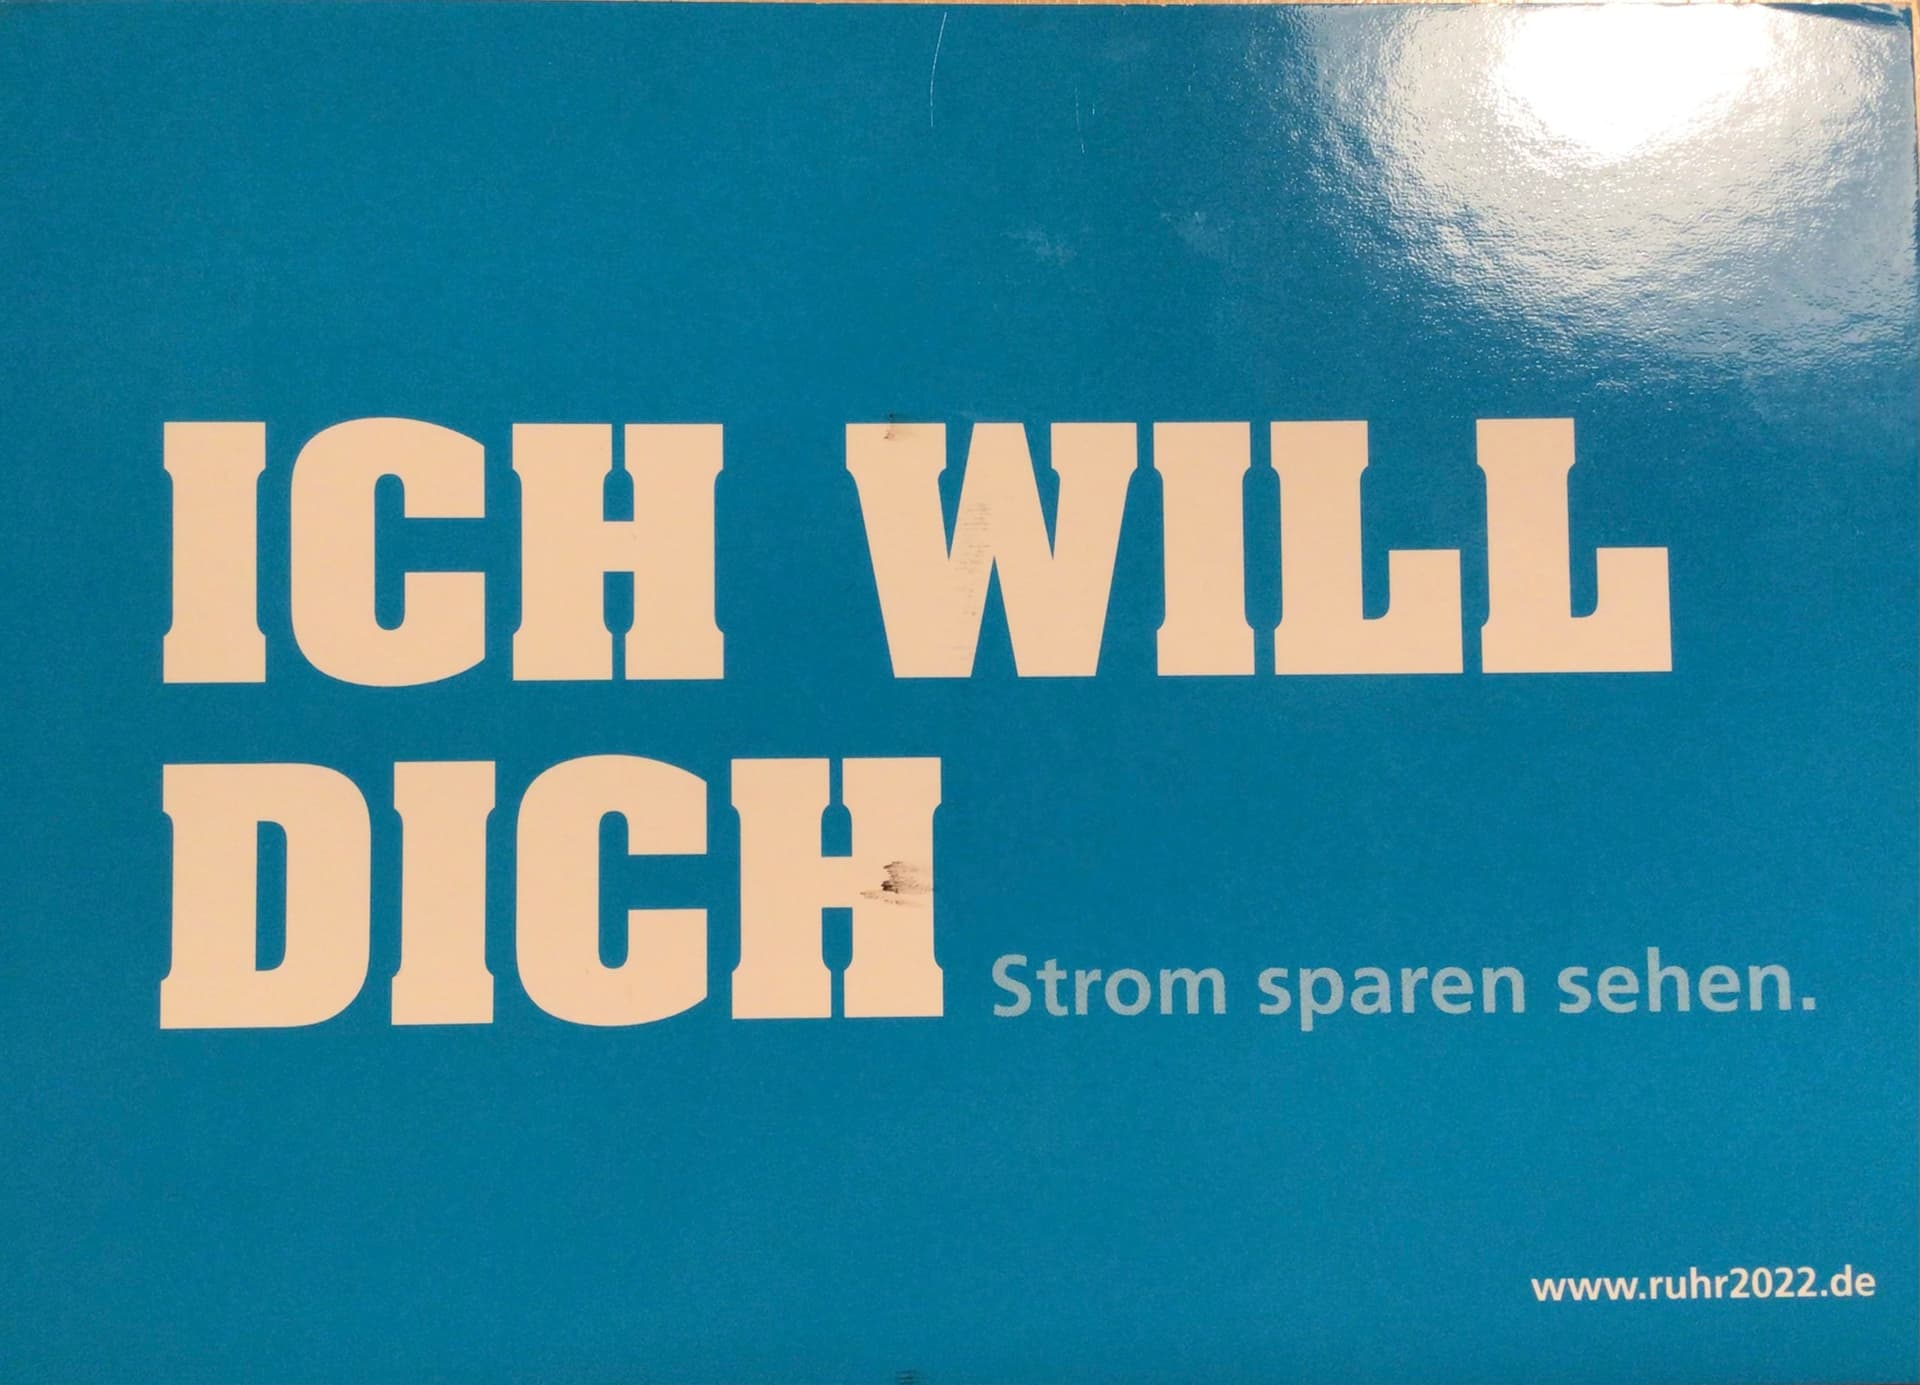 ICH WILL
DICH Strom sparen sehen.
www.ruhr2022.de